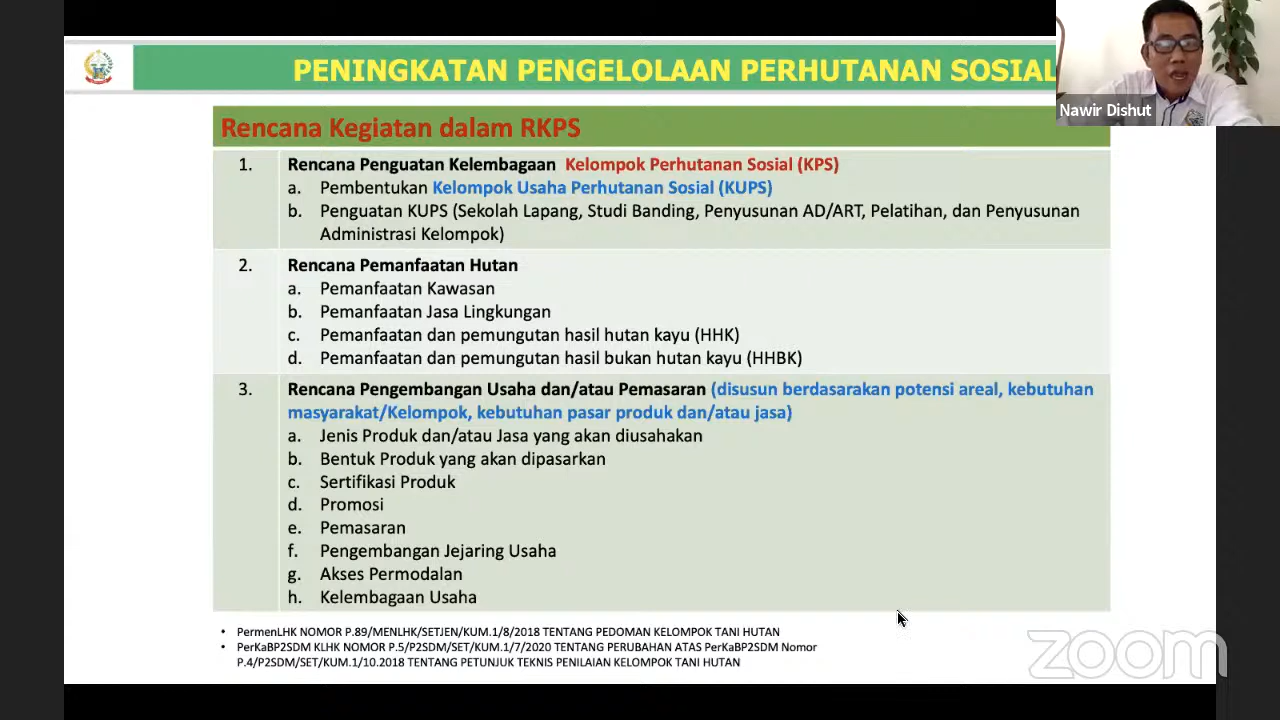 PENINGKATAN PENGELOLAAN PERHUTANAN SOSIAL
Nawir Dishut
Rencana Kegiatan dalam RKPS
1. Rencana Penguatan Kelembagaan Kelompok Perhutanan Sosial (KPS)
a. Pembentukan Kelompok Usaha Perhutanan Sosial (KUPS)
b. Penguatan KUPS (Sekolah Lapang, Studi Banding, Penyusunan AD/ART, Pelatihan, dan Penyusunan
Administrasi Kelompok)
2. Rencana Pemanfaatan Hutan
a. Pemanfaatan Kawasan
b. Pemanfaatan Jasa Lingkungan
c. Pemanfaatan dan pemungutan hasil hutan kayu (HHK)
d. Pemanfaatan dan pemungutan hasil bukan hutan kayu (HHBK)
3. Rencana Pengembangan Usaha dan/atau Pemasaran (disusun berdasarakan potensi areal, kebutuhan
masyarakat/Kelompok, kebutuhan pasar produk dan/atau jasa)
a. Jenis Produk dan/atau Jasa yang akan diusahakan
b. Bentuk Produk yang akan dipasarkan
c. Sertifikasi Produk
d. Promosi
e. Pemasaran
f. Pengembangan Jejaring Usaha
g. Akses Permodalan
h. Kelembagaan Usaha
• PermenLHK NOMOR P.89/MENLHK/SETJEN/KUM.1/8/2018 TENTANG PEDOMAN KELOMPOK TANI HUTAN
• PerKaBP2SDM KLHK NOMOR P.5/P2SDM/SET/KUM.1/7/2020 TENTANG PERUBAHAN ATAS PerKaBP2SDM Nomor
P.4/P2SDM/SET/KUM.1/10.2018 TENTANG PETUNJUK TEKNIS PENILAIAN KELOMPOK TANI HUTAN
zoom